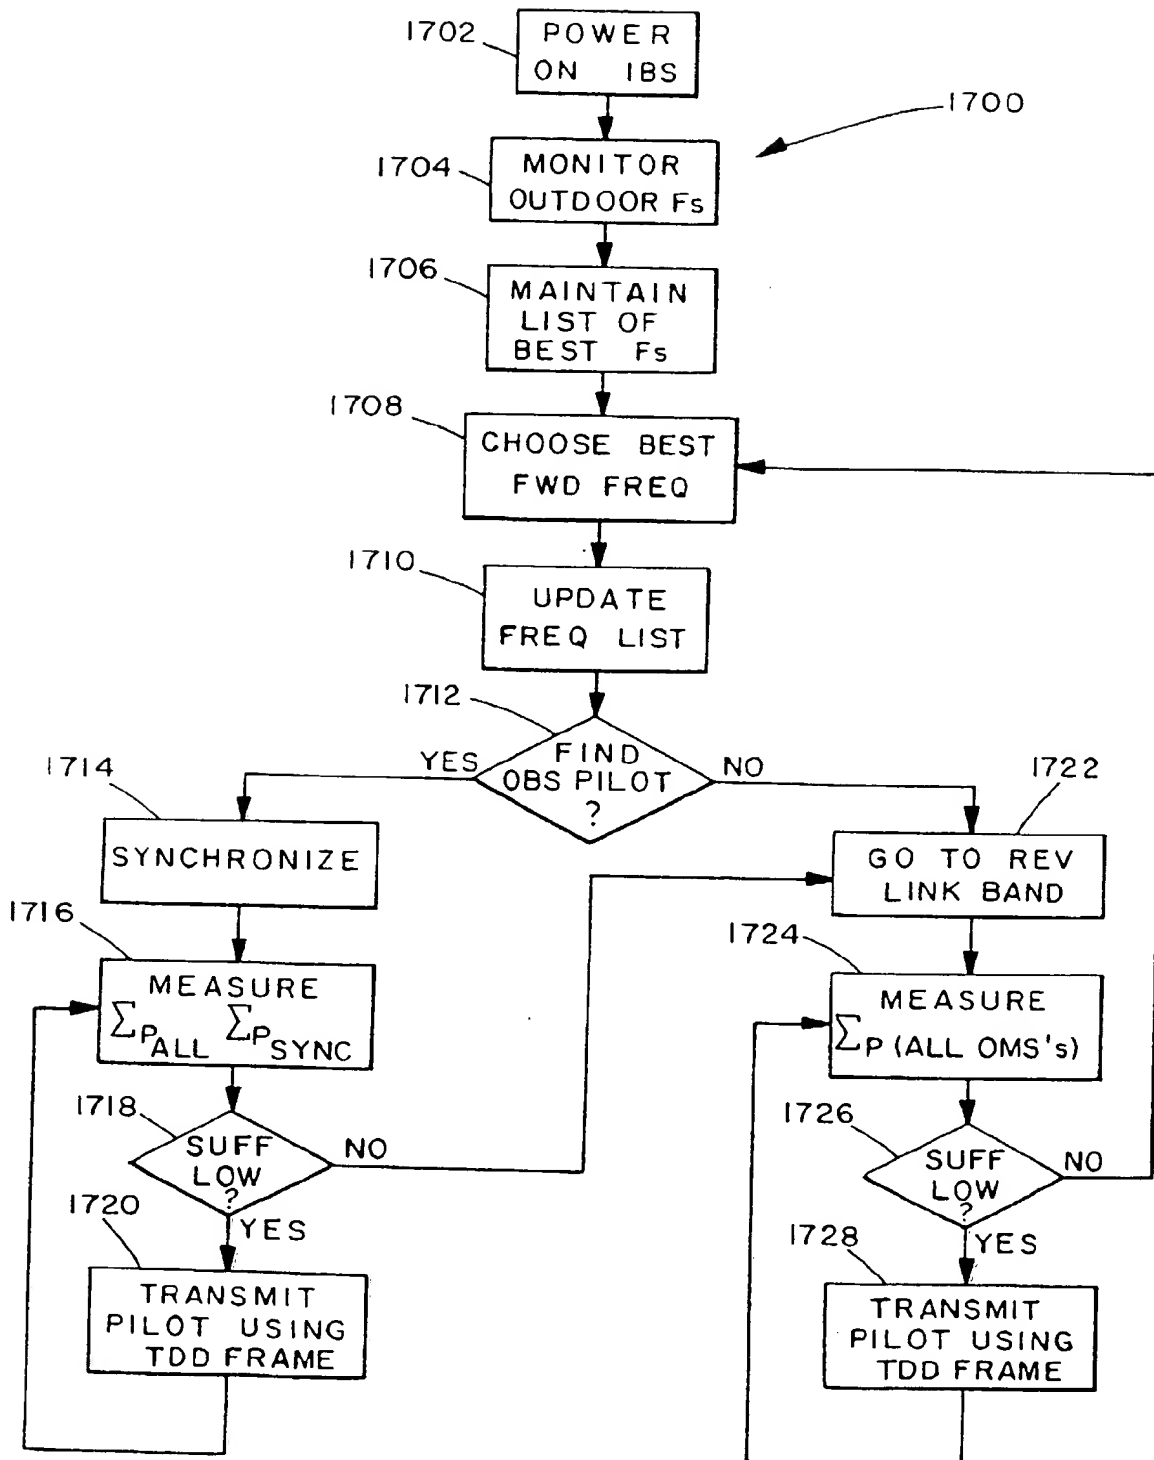 1702
POWER
ON IBS
1700
1704
MONITOR
OUTDOOR Fs
1706
MAINTAIN
LIST OF
BEST Fs
1708
CHOOSE BEST
FWD FREQ
1710
UPDATE
FREQ LIST
1712
FIND
OBS PILOT
?
YES
NO
1714
SYNCHRONIZE
1722
GO TO REV
LINK BAND
1716
MEASURE
ΣPALL ΣPSYNC
1724
MEASURE
ΣP (ALL OMS's)
1718
SUFF
LOW
?
NO
YES
1726
SUFF
LOW
?
NO
YES
1720
TRANSMIT
PILOT USING
TDD FRAME
1728
TRANSMIT
PILOT USING
TDD FRAME